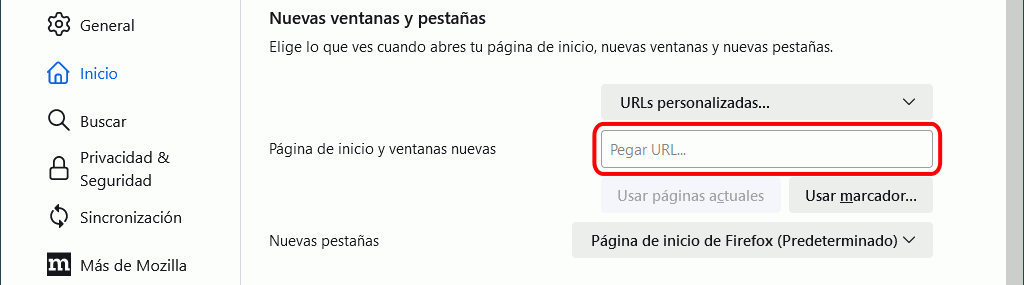 General
Inicio
Buscar
Privacidad &
Seguridad
Sincronización
m
Más de Mozilla
Nuevas ventanas y pestañas
Elige lo que ves cuando abres tu página de inicio, nuevas ventanas y nuevas pestañas.
URLs personalizadas...
Página de inicio y ventanas nuevas
Pegar URL...
Usar páginas actuales
Usar marcador...
Nuevas pestañas
Página de inicio de Firefox (Predeterminado)